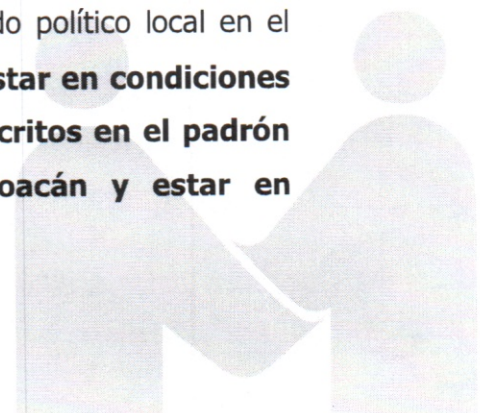 do político local en el
star en condiciones
critos en el padrón
oacán y estar en